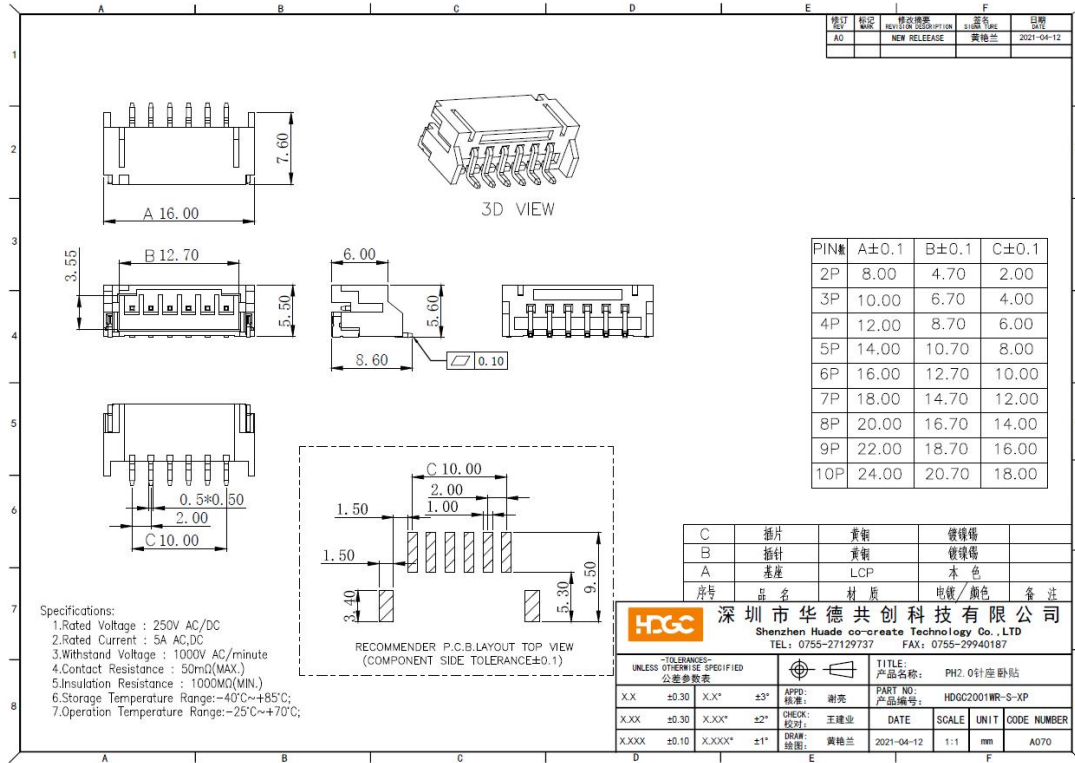 A B C D E F
修订 REV 标记 MARK 修改摘要 REVISION DESCRIPTION 签名 SIGNA TURE 日期 DATE
A0 NEW RELEEASE 黄艳兰 2021-04-12
1
2
3
4
5
6
7
8
7.60
A 16.00
3D VIEW
3.55
B 12.70
5.50
6.00
5.60
8.60
0.10
PIN数 A±0.1 B±0.1 C±0.1
2P 8.00 4.70 2.00
3P 10.00 6.70 4.00
4P 12.00 8.70 6.00
5P 14.00 10.70 8.00
6P 16.00 12.70 10.00
7P 18.00 14.70 12.00
8P 20.00 16.70 14.00
9P 22.00 18.70 16.00
10P 24.00 20.70 18.00
0.5*0.50
2.00
C 10.00
C 10.00
2.00
1.00
1.50
1.50
3.40
5.30
9.50
RECOMMENDER P.C.B.LAYOUT TOP VIEW
(COMPONENT SIDE TOLERANCE±0.1)
Specifications:
1.Rated Voltage : 250V AC/DC
2.Rated Current : 5A AC,DC
3.Withstand Voltage : 1000V AC/minute
4.Contact Resistance : 50mΩ(MAX.)
5.Insulation Resistance : 1000MΩ(MIN.)
6.Storage Temperature Range:-40℃~+85℃;
7.Operation Temperature Range:-25℃~+70℃;
C 插片 黄铜 镀镍锡
B 插针 黄铜 镀镍锡
A 基座 LCP 本 色
序号 品 名 材 质 电镀/颜色 备 注
HDGC
深圳市华德共创科技有限公司
Shenzhen Huade co-create Technology Co.,LTD
TEL: 0755-27129737 FAX: 0755-29940187
-TOLERANCES-
UNLESS OTHERWISE SPECIFIED
公差参数表
TITLE:
产品名称: PH2.0针座卧贴
X.X ±0.30 X.X° ±3° APPD: 核准: 谢亮 PART NO: 产品编号: HDGC2001WR-S-XP
X.XX ±0.30 X.XX° ±2° CHECK: 校对: 王建业 DATE SCALE UNIT CODE NUMBER
X.XXX ±0.10 X.XXX° ±1° DRAW: 绘图: 黄艳兰 2021-04-12 1:1 mm A070
A B C D E F